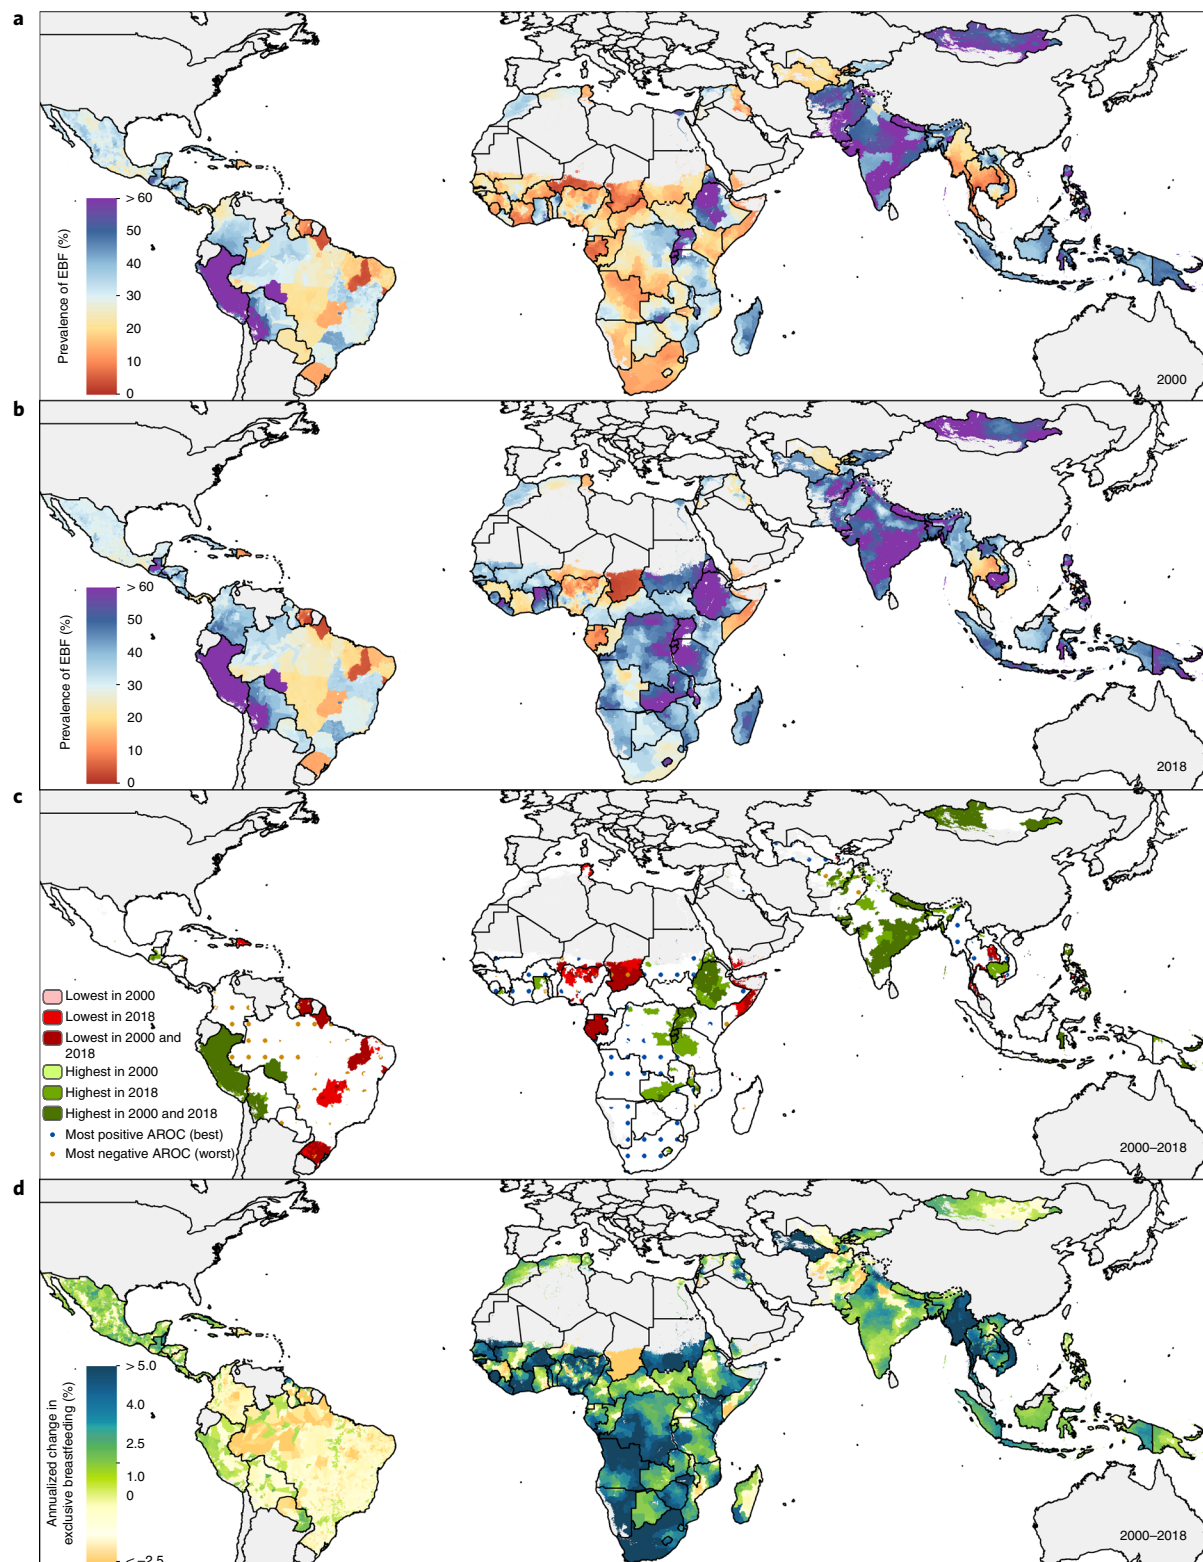 a
Prevalence of EBF (%)
> 60
50
40
30
20
10
0
2000
b
Prevalence of EBF (%)
> 60
50
40
30
20
10
0
2018
c
Lowest in 2000
Lowest in 2018
Lowest in 2000 and
2018
Highest in 2000
Highest in 2018
Highest in 2000 and 2018
Most positive AROC (best)
Most negative AROC (worst)
2000–2018
d
Annualized change in
exclusive breastfeeding (%)
> 5.0
4.0
2.5
1.0
0
< −2.5
2000–2018